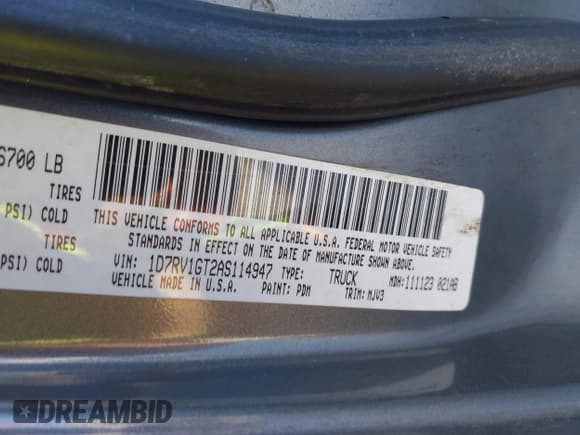 6700 LB
TIRES
PSI) COLD
TIRES
PSI) COLD
THIS VEHICLE CONFORMS TO ALL APPLICABLE U.S.A. FEDERAL MOTOR VEHICLE SAFETY
STANDARDS IN EFFECT ON THE DATE OF MANUFACTURE SHOWN ABOVE.
VIN: 1D7RV1GT2AS114947 TYPE: TRUCK MDH: 111123 021AB
VEHICLE MADE IN U.S.A. PAINT: PDM TRIM: MJV3
DREAMBID